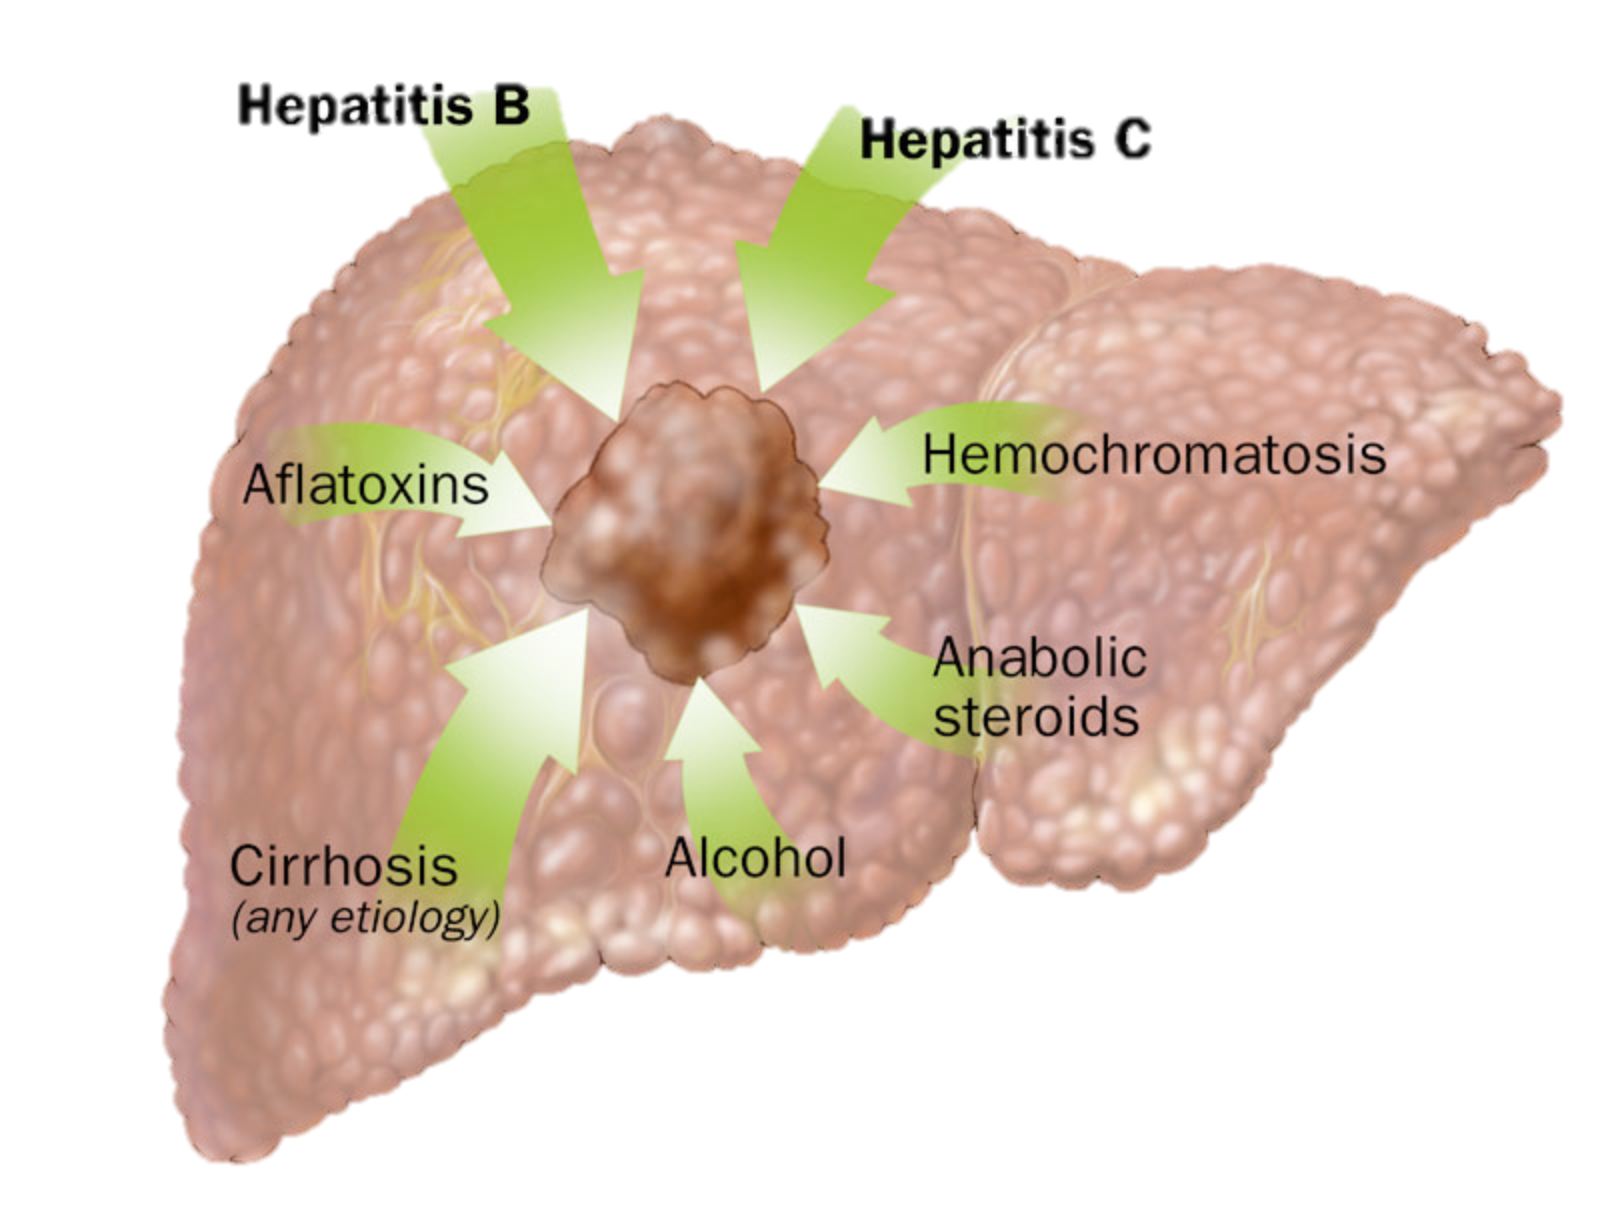 Hepatitis B
Hepatitis C
Aflatoxins
Hemochromatosis
Anabolic
steroids
Cirrhosis
(any etiology)
Alcohol